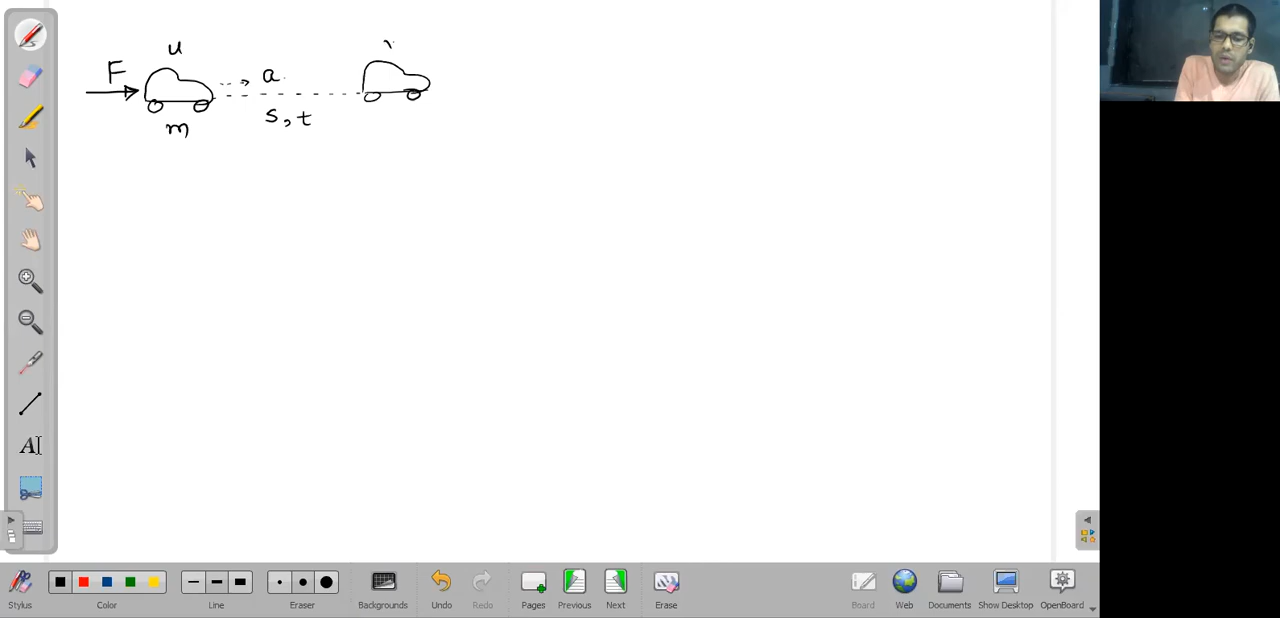 u
F
a
m
s, t
A
Stylus
Color
Line
Eraser
Backgrounds
Undo
Redo
Pages
Previous
Next
Erase
Board
Web
Documents
Show Desktop
OpenBoard